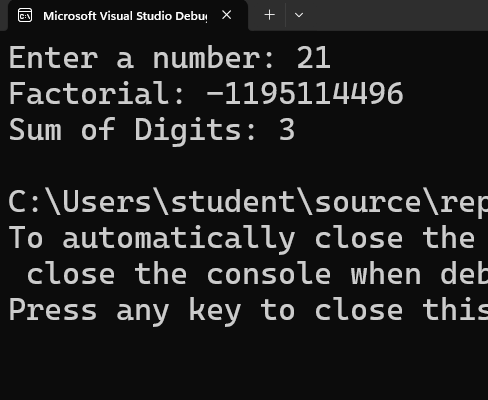 Microsoft Visual Studio Debug
Enter a number: 21
Factorial: -1195114496
Sum of Digits: 3
C:\Users\student\source\rep
To automatically close the
close the console when deb
Press any key to close this